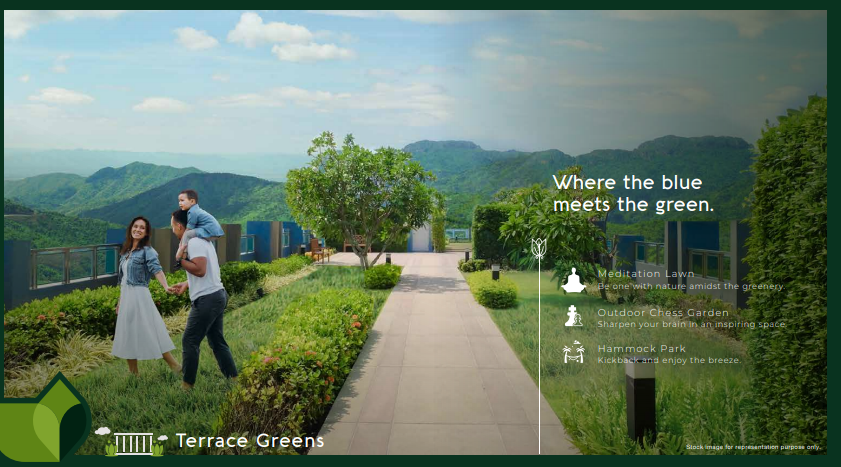 Where the blue
meets the green.
Meditation Lawn
Be one with nature amidst the greenery.
Outdoor Chess Garden
Sharpen your brain in an inspiring space.
Hammock Park
Kickback and enjoy the breeze.
Terrace Greens
Stock image for representation purpose only.